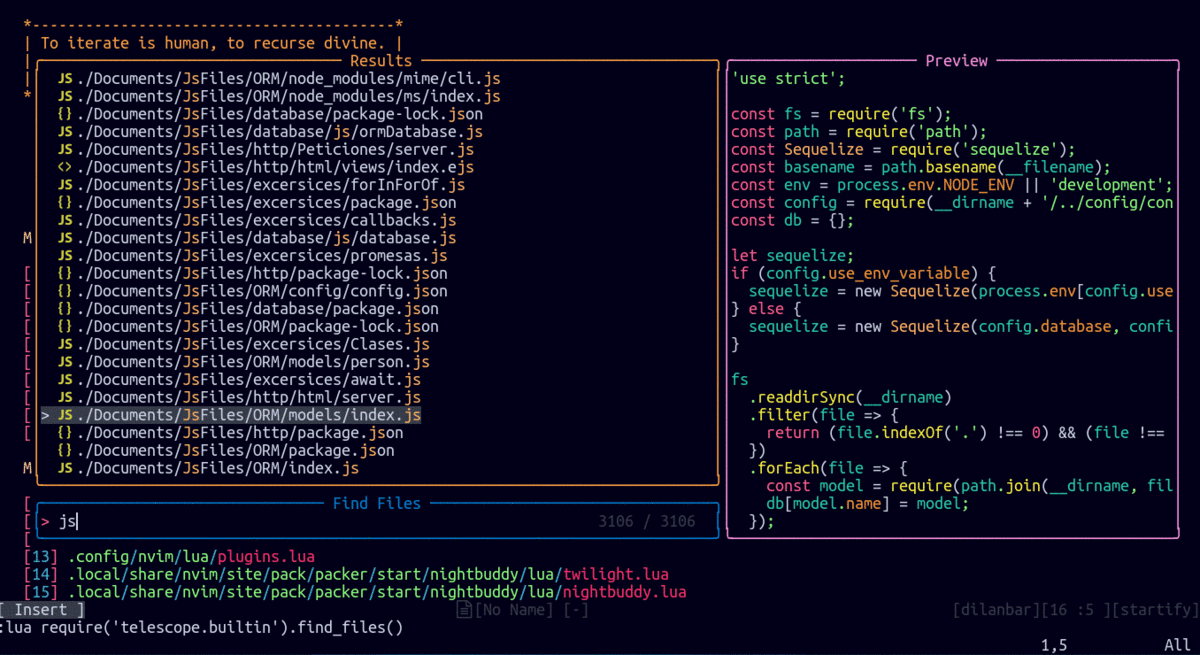 *-----------------------------------------*
| To iterate is human, to recurse divine. |
Results
JS ./Documents/JsFiles/ORM/node_modules/mime/cli.js
JS ./Documents/JsFiles/ORM/node_modules/ms/index.js
{} ./Documents/JsFiles/database/package-lock.json
JS ./Documents/JsFiles/database/js/ormDatabase.js
JS ./Documents/JsFiles/http/Peticiones/server.js
<> ./Documents/JsFiles/http/html/views/index.ejs
JS ./Documents/JsFiles/excersices/forInForOf.js
{} ./Documents/JsFiles/excersices/package.json
JS ./Documents/JsFiles/excersices/callbacks.js
M JS ./Documents/JsFiles/database/js/database.js
JS ./Documents/JsFiles/excersices/promesas.js
[ {} ./Documents/JsFiles/http/package-lock.json
[ {} ./Documents/JsFiles/ORM/config/config.json
[ {} ./Documents/JsFiles/database/package.json
[ {} ./Documents/JsFiles/ORM/package-lock.json
[ JS ./Documents/JsFiles/excersices/Clases.js
[ JS ./Documents/JsFiles/ORM/models/person.js
[ JS ./Documents/JsFiles/excersices/await.js
[ JS ./Documents/JsFiles/http/html/server.js
[ > JS ./Documents/JsFiles/ORM/models/index.js
[ {} ./Documents/JsFiles/http/package.json
{} ./Documents/JsFiles/ORM/package.json
M JS ./Documents/JsFiles/ORM/index.js
Preview
'use strict';
const fs = require('fs');
const path = require('path');
const Sequelize = require('sequelize');
const basename = path.basename(__filename);
const env = process.env.NODE_ENV || 'development';
const config = require(__dirname + '/../config/con
const db = {};
let sequelize;
if (config.use_env_variable) {
  sequelize = new Sequelize(process.env[config.use
} else {
  sequelize = new Sequelize(config.database, confi
}
fs
  .readdirSync(__dirname)
  .filter(file => {
    return (file.indexOf('.') !== 0) && (file !==
  })
  .forEach(file => {
    const model = require(path.join(__dirname, fil
    db[model.name] = model;
  });
Find Files
> js 3106 / 3106
[13] .config/nvim/lua/plugins.lua
[14] .local/share/nvim/site/pack/packer/start/nightbuddy/lua/twilight.lua
[15] .local/share/nvim/site/pack/packer/start/nightbuddy/lua/nightbuddy.lua
[ Insert ] [No Name] [-] [dilanbar][16 :5 ][startify]
:lua require('telescope.builtin').find_files()
1,5 All